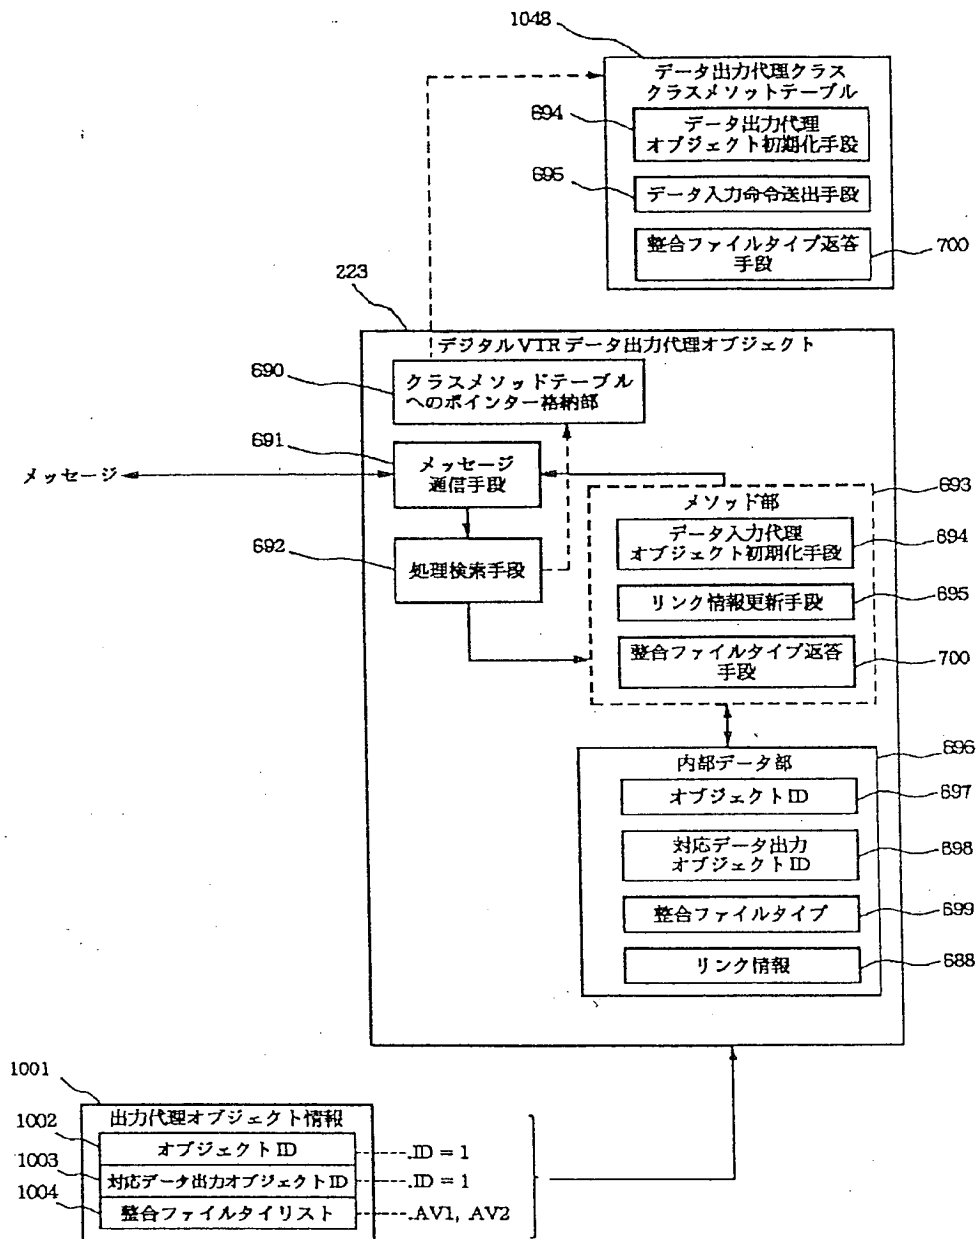 1048
データ出力代理クラス
クラスメソットテーブル
694
データ出力代理
オブジェクト初期化手段
695
データ入力命令送出手段
整合ファイルタイプ返答
手段
700
223
デジタルVTRデータ出力代理オブジェクト
690
クラスメソッドテーブル
へのポインター格納部
691
メッセージ
メッセージ
通信手段
693
メソッド部
データ入力代理
オブジェクト初期化手段
694
692
処理検索手段
リンク情報更新手段
695
整合ファイルタイプ返答
手段
700
696
内部データ部
オブジェクトID
697
対応データ出力
オブジェクトID
698
整合ファイルタイプ
699
リンク情報
688
1001
出力代理オブジェクト情報
1002
オブジェクトID
ID = 1
1003
対応データ出力オブジェクトID
ID = 1
1004
整合ファイルタイリスト
AV1, AV2